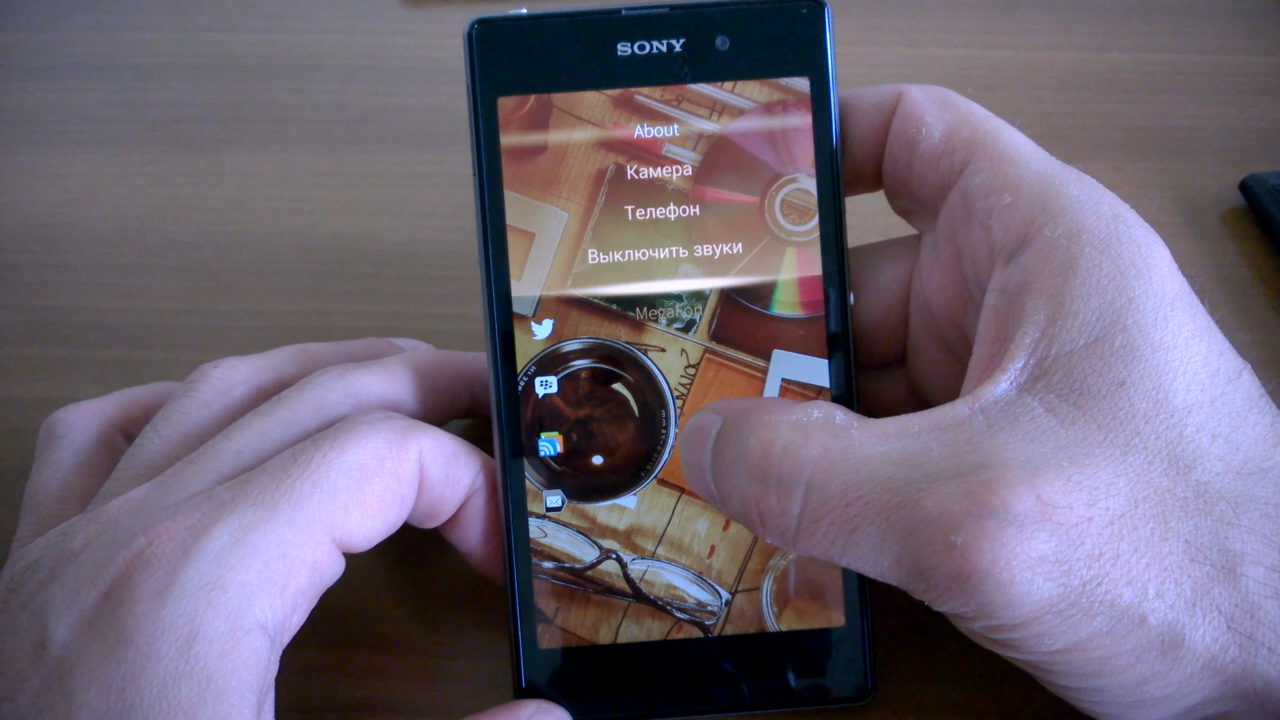 SONY
About
Камера
Телефон
Выключить звуки
MegaFon